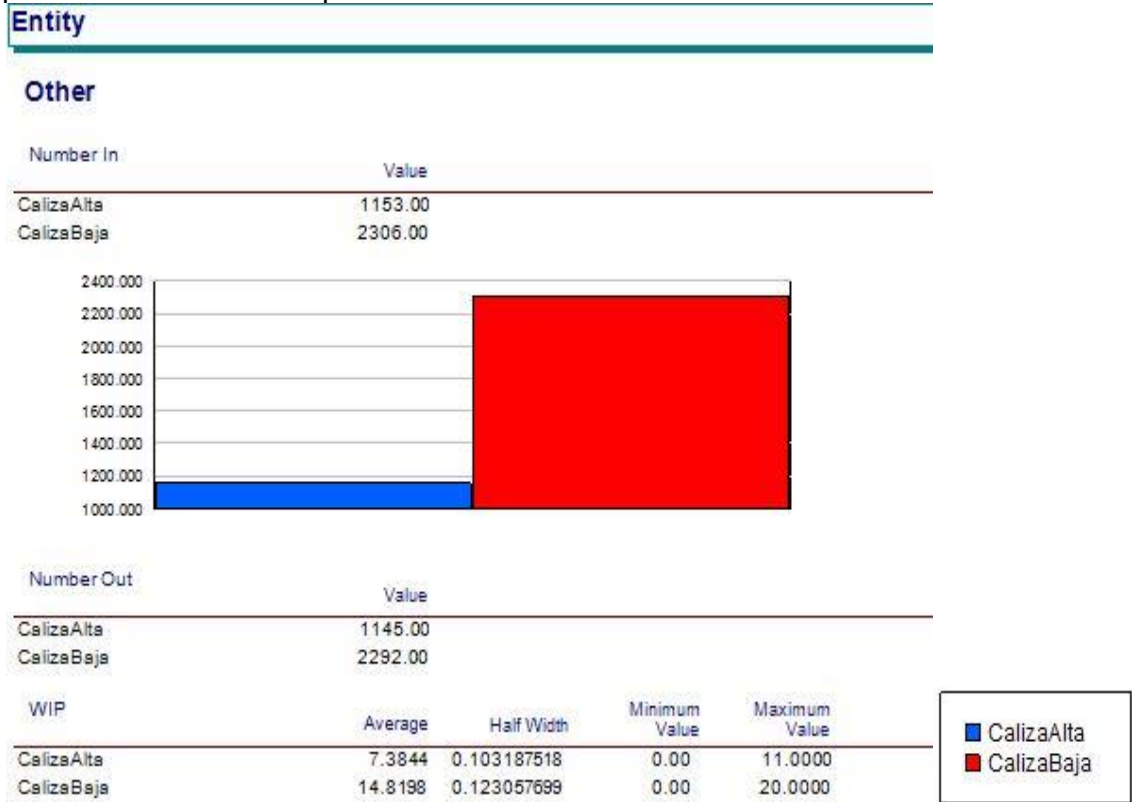 Entity
Other
Number In Value
CalizaAlta 1153.00
CalizaBaja 2306.00
2400.000
2200.000
2000.000
1800.000
1600.000
1400.000
1200.000
1000.000
Number Out Value
CalizaAlta 1145.00
CalizaBaja 2292.00
WIP Average Half Width Minimum Value Maximum Value
CalizaAlta 7.3844 0.103187518 0.00 11.0000
CalizaBaja 14.8198 0.123057699 0.00 20.0000
CalizaAlta
CalizaBaja